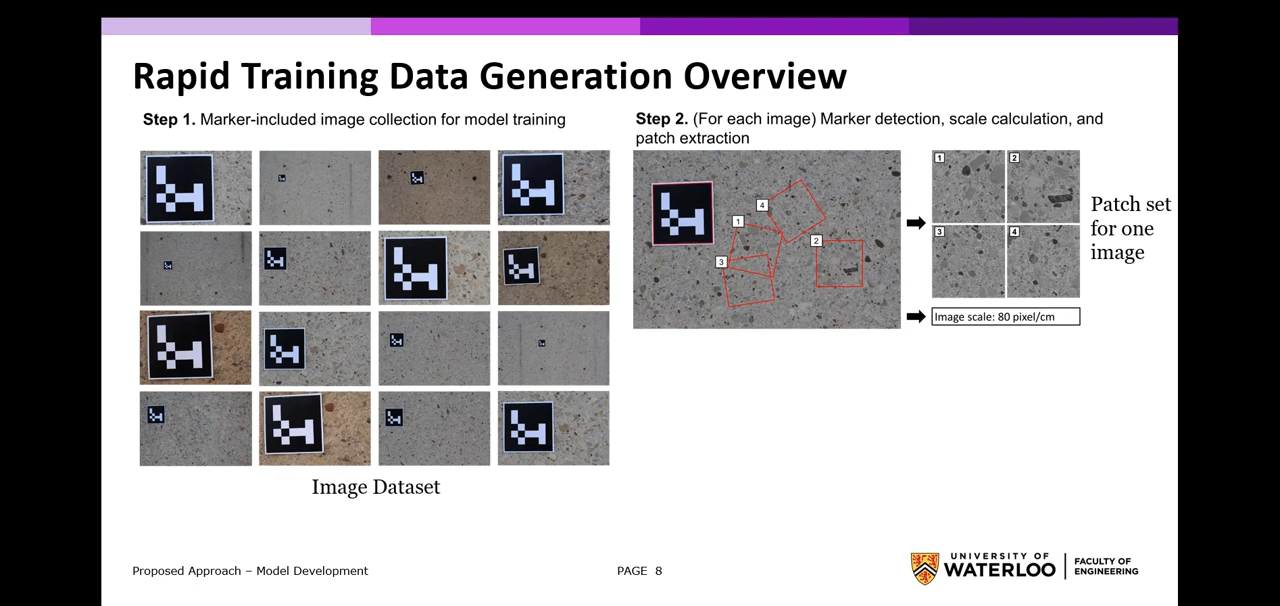 Rapid Training Data Generation Overview
Step 1. Marker-included image collection for model training
Image Dataset
Step 2. (For each image) Marker detection, scale calculation, and
patch extraction
4
1
2
3
1
2
3
4
Patch set
for one
image
Image scale: 80 pixel/cm
Proposed Approach – Model Development
PAGE 8
UNIVERSITY OF
WATERLOO
FACULTY OF
ENGINEERING